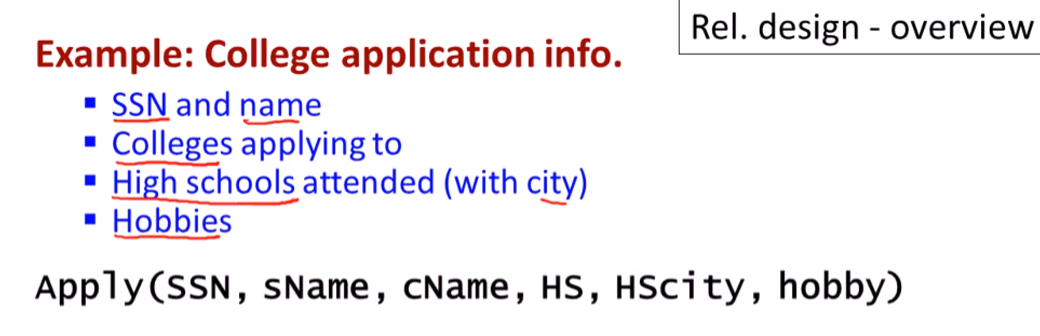 Rel. design - overview
Example: College application info.
▪ SSN and name
▪ Colleges applying to
▪ High schools attended (with city)
▪ Hobbies
Apply(SSN, sName, cName, HS, HScity, hobby)